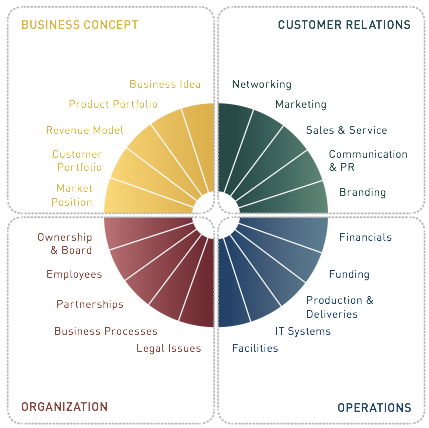 BUSINESS CONCEPT
CUSTOMER RELATIONS
Business Idea
Product Portfolio
Revenue Model
Customer
Portfolio
Market
Position
Networking
Marketing
Sales & Service
Communication
& PR
Branding
Ownership
& Board
Employees
Partnerships
Business Processes
Legal Issues
Financials
Funding
Production &
Deliveries
IT Systems
Facilities
ORGANIZATION
OPERATIONS